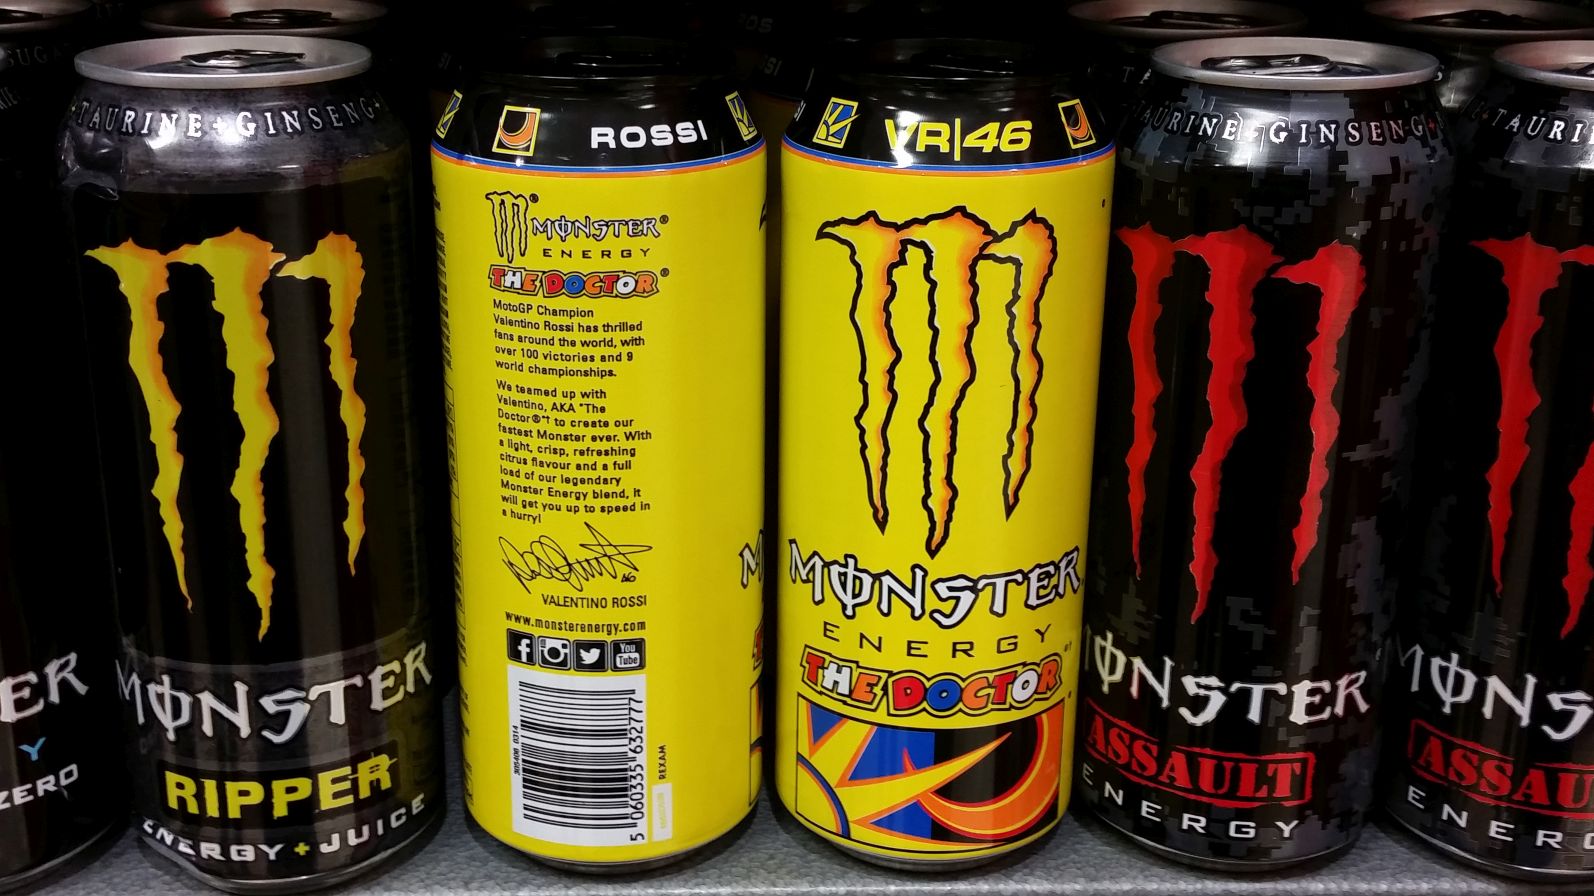 TAURINE+GINSENG+
MONSTER
RIPPER
ENERGY+JUICE
ER
Y
ZERO
ROSSI
MONSTER®
ENERGY
THE DOCTOR®
MotoGP Champion
Valentino Rossi has thrilled
fans around the world, with
over 100 victories and 9
world championships.
We teamed up with
Valentino, AKA "The
Doctor®"† to create our
fastest Monster ever. With
a light, crisp, refreshing
citrus flavour and a full
load of our legendary
Monster Energy blend, it
will get you up to speed in
a hurry!
46
VALENTINO ROSSI
www.monsterenergy.com
f
You
Tube
305400 0314
5 060335 632777
REXAM
VR|46
MONSTER
ENERGY
THE DOCTOR
TAURINE+GINSENG+
MONSTER
ASSAULT
ENERGY
TAURI
MONS
ASSAU
ENERG